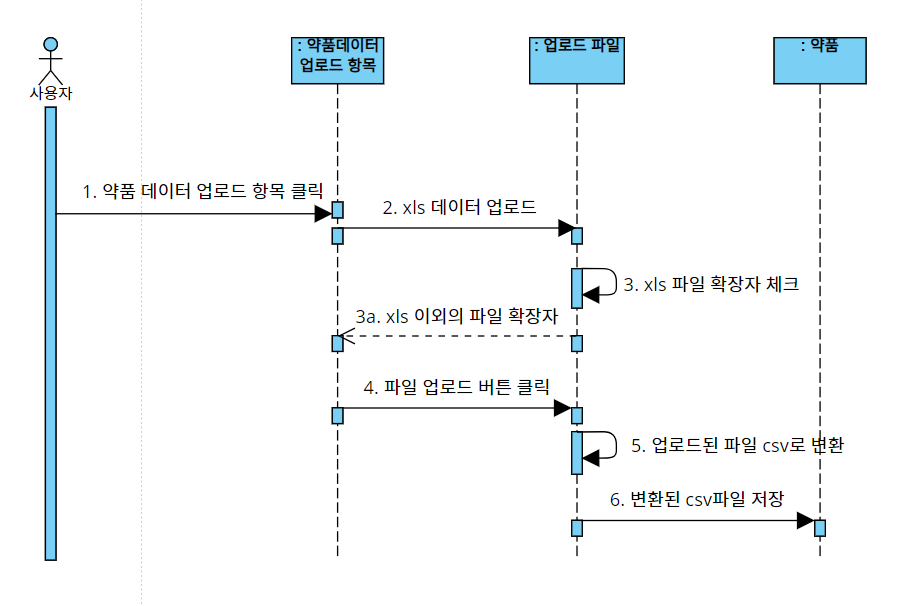 : 약품데이터
업로드 항목
: 업로드 파일
: 약품
사용자
1. 약품 데이터 업로드 항목 클릭
2. xls 데이터 업로드
3. xls 파일 확장자 체크
3a. xls 이외의 파일 확장자
4. 파일 업로드 버튼 클릭
5. 업로드된 파일 csv로 변환
6. 변환된 csv파일 저장